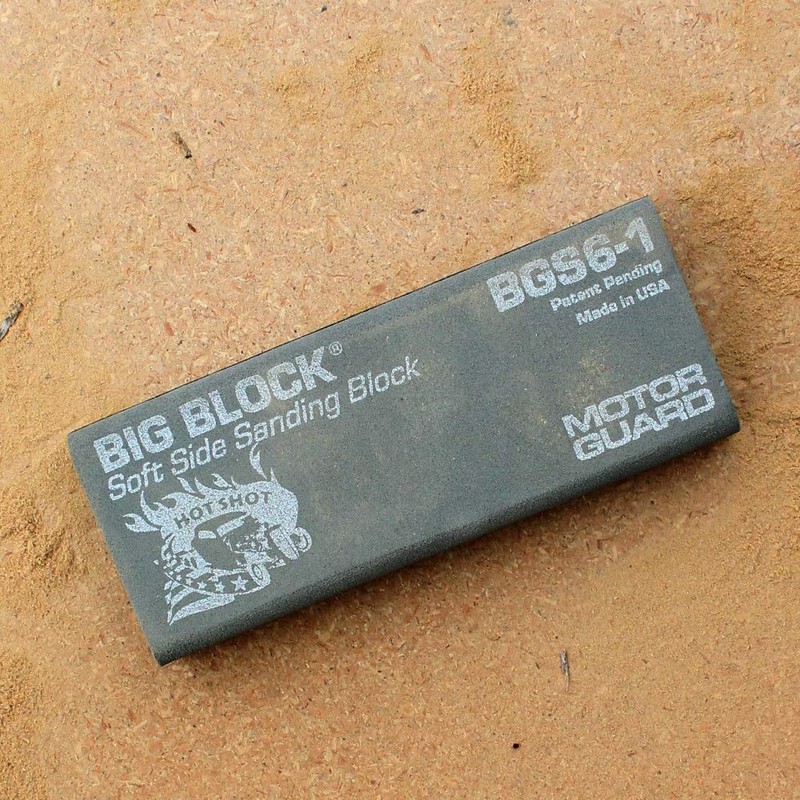 BIG BLOCK®
Soft Side Sanding Block
HOT SHOT
BGS6-1
Patent Pending
Made in USA
MOTOR
GUARD